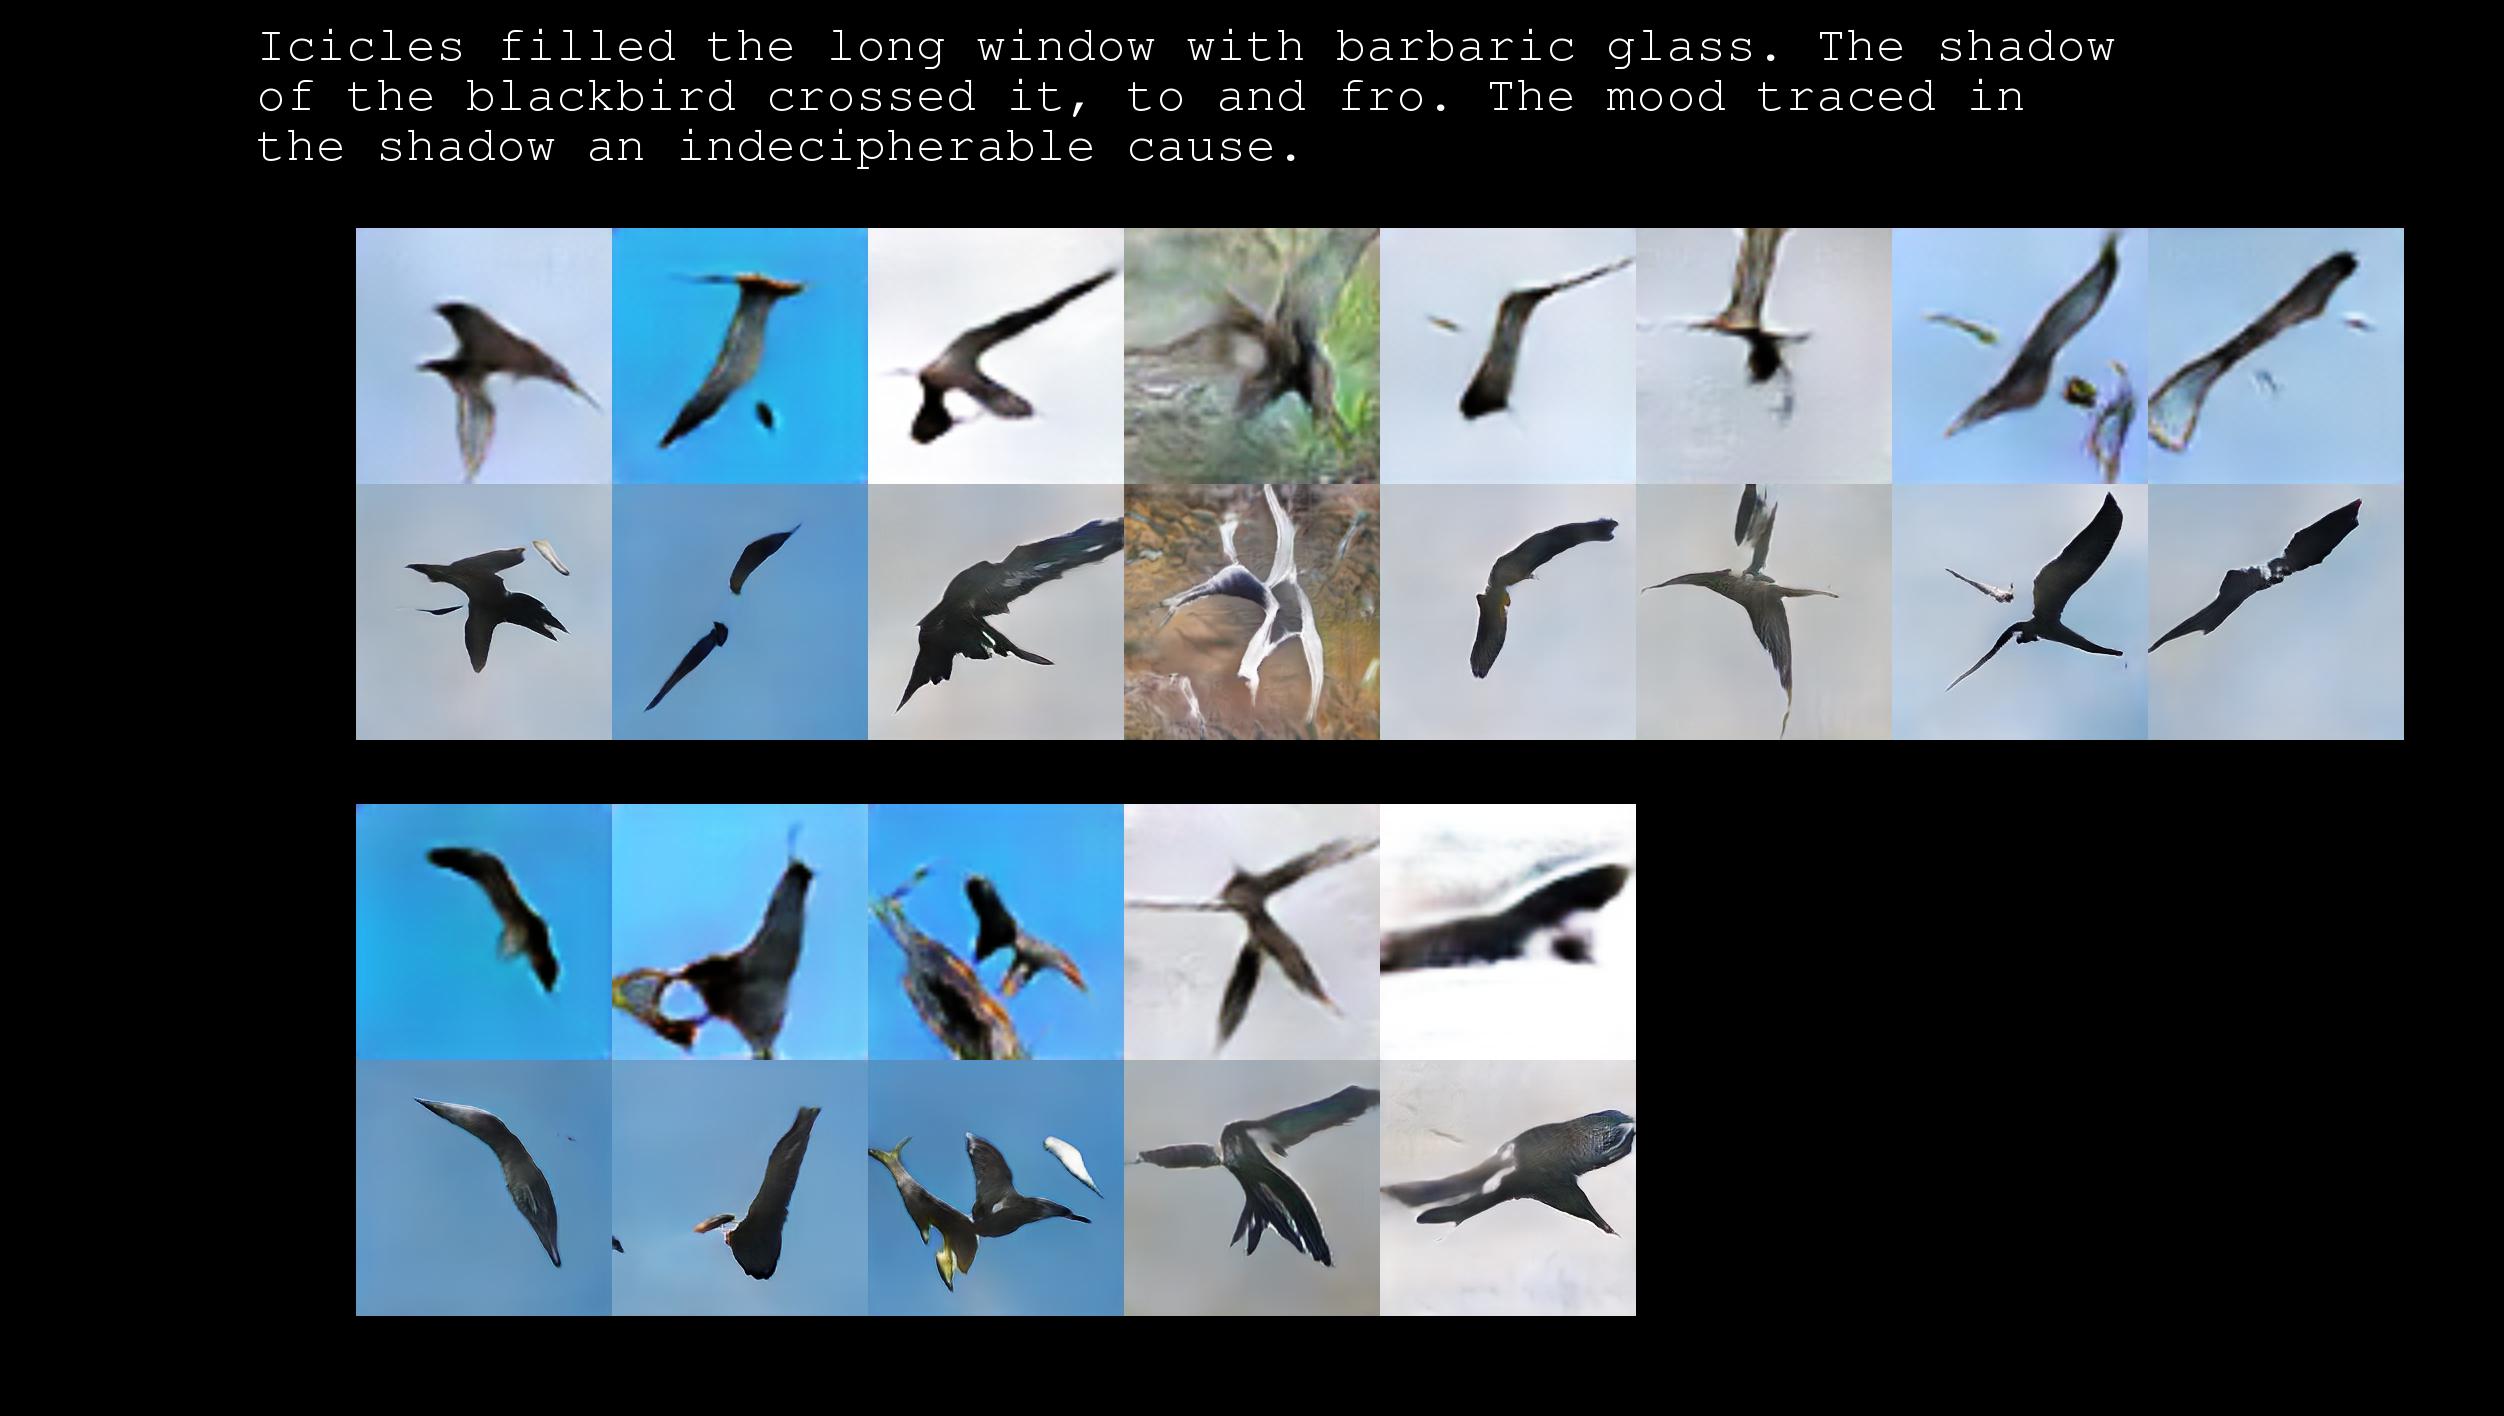 Icicles filled the long window with barbaric glass. The shadow
of the blackbird crossed it, to and fro. The mood traced in
the shadow an indecipherable cause.